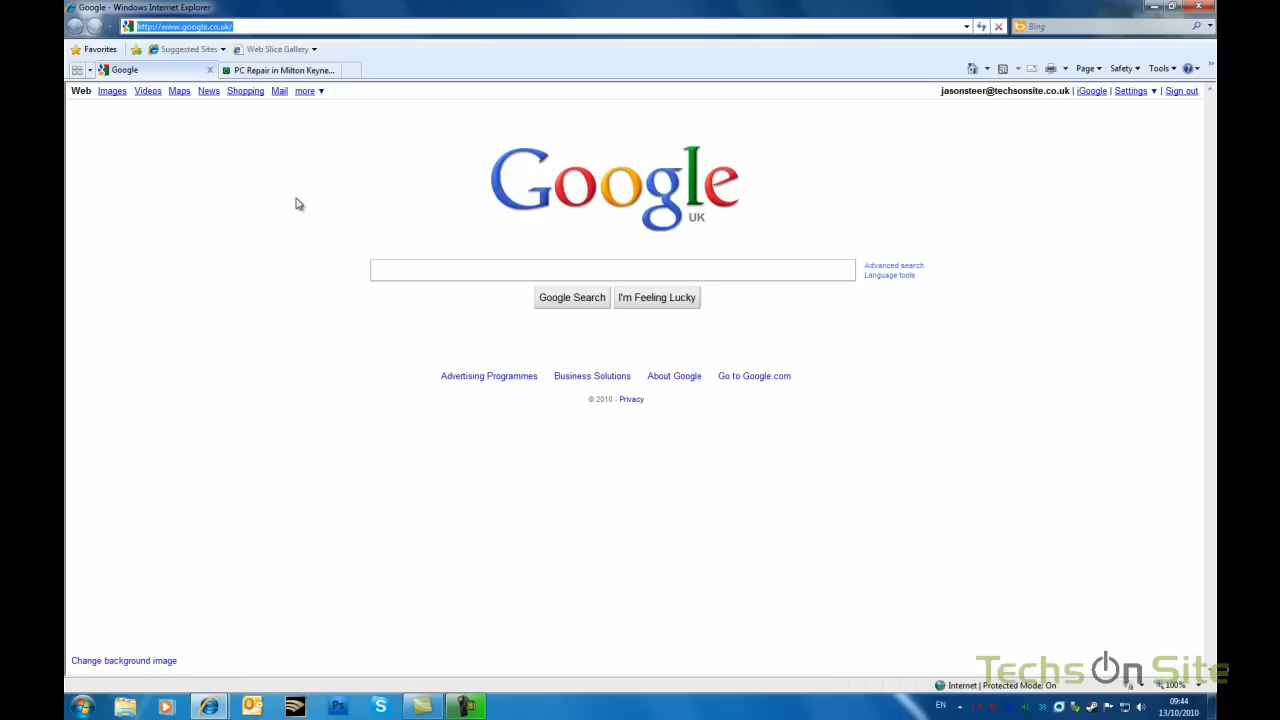 Google - Windows Internet Explorer
http://www.google.co.uk/
Bing
Favorites Suggested Sites Web Slice Gallery
Google PC Repair in Milton Keyne...
Page Safety Tools
Web Images Videos Maps News Shopping Mail more
jasonsteer@techsonsite.co.uk | iGoogle | Settings | Sign out
Google
UK
Advanced search
Language tools
Google Search I'm Feeling Lucky
Advertising Programmes Business Solutions About Google Go to Google.com
© 2010 - Privacy
Change background image
Techs On Site
Internet | Protected Mode: On
100%
Ps
EN
41 38
09:44
13/10/2010